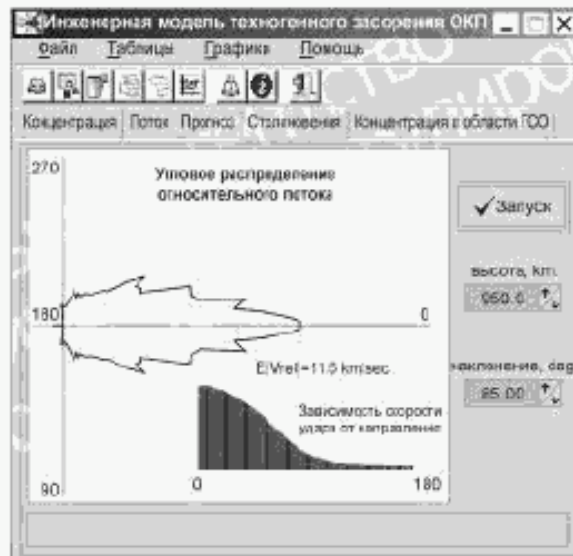 Инженерная модель техногенного засорения ОКП
Файл Таблицы Графики Помощь
Концентрация Поток Прогноз Столкновения Концентрация в области ГСО
270
Угловое распределение
относительного потока
Запуск
высота, km.
950.0
180 0
E|Vrel|=11.5 km/sec.
наклонение, deg
85.00
Зависимость скорости
удара от направления
90
0 180